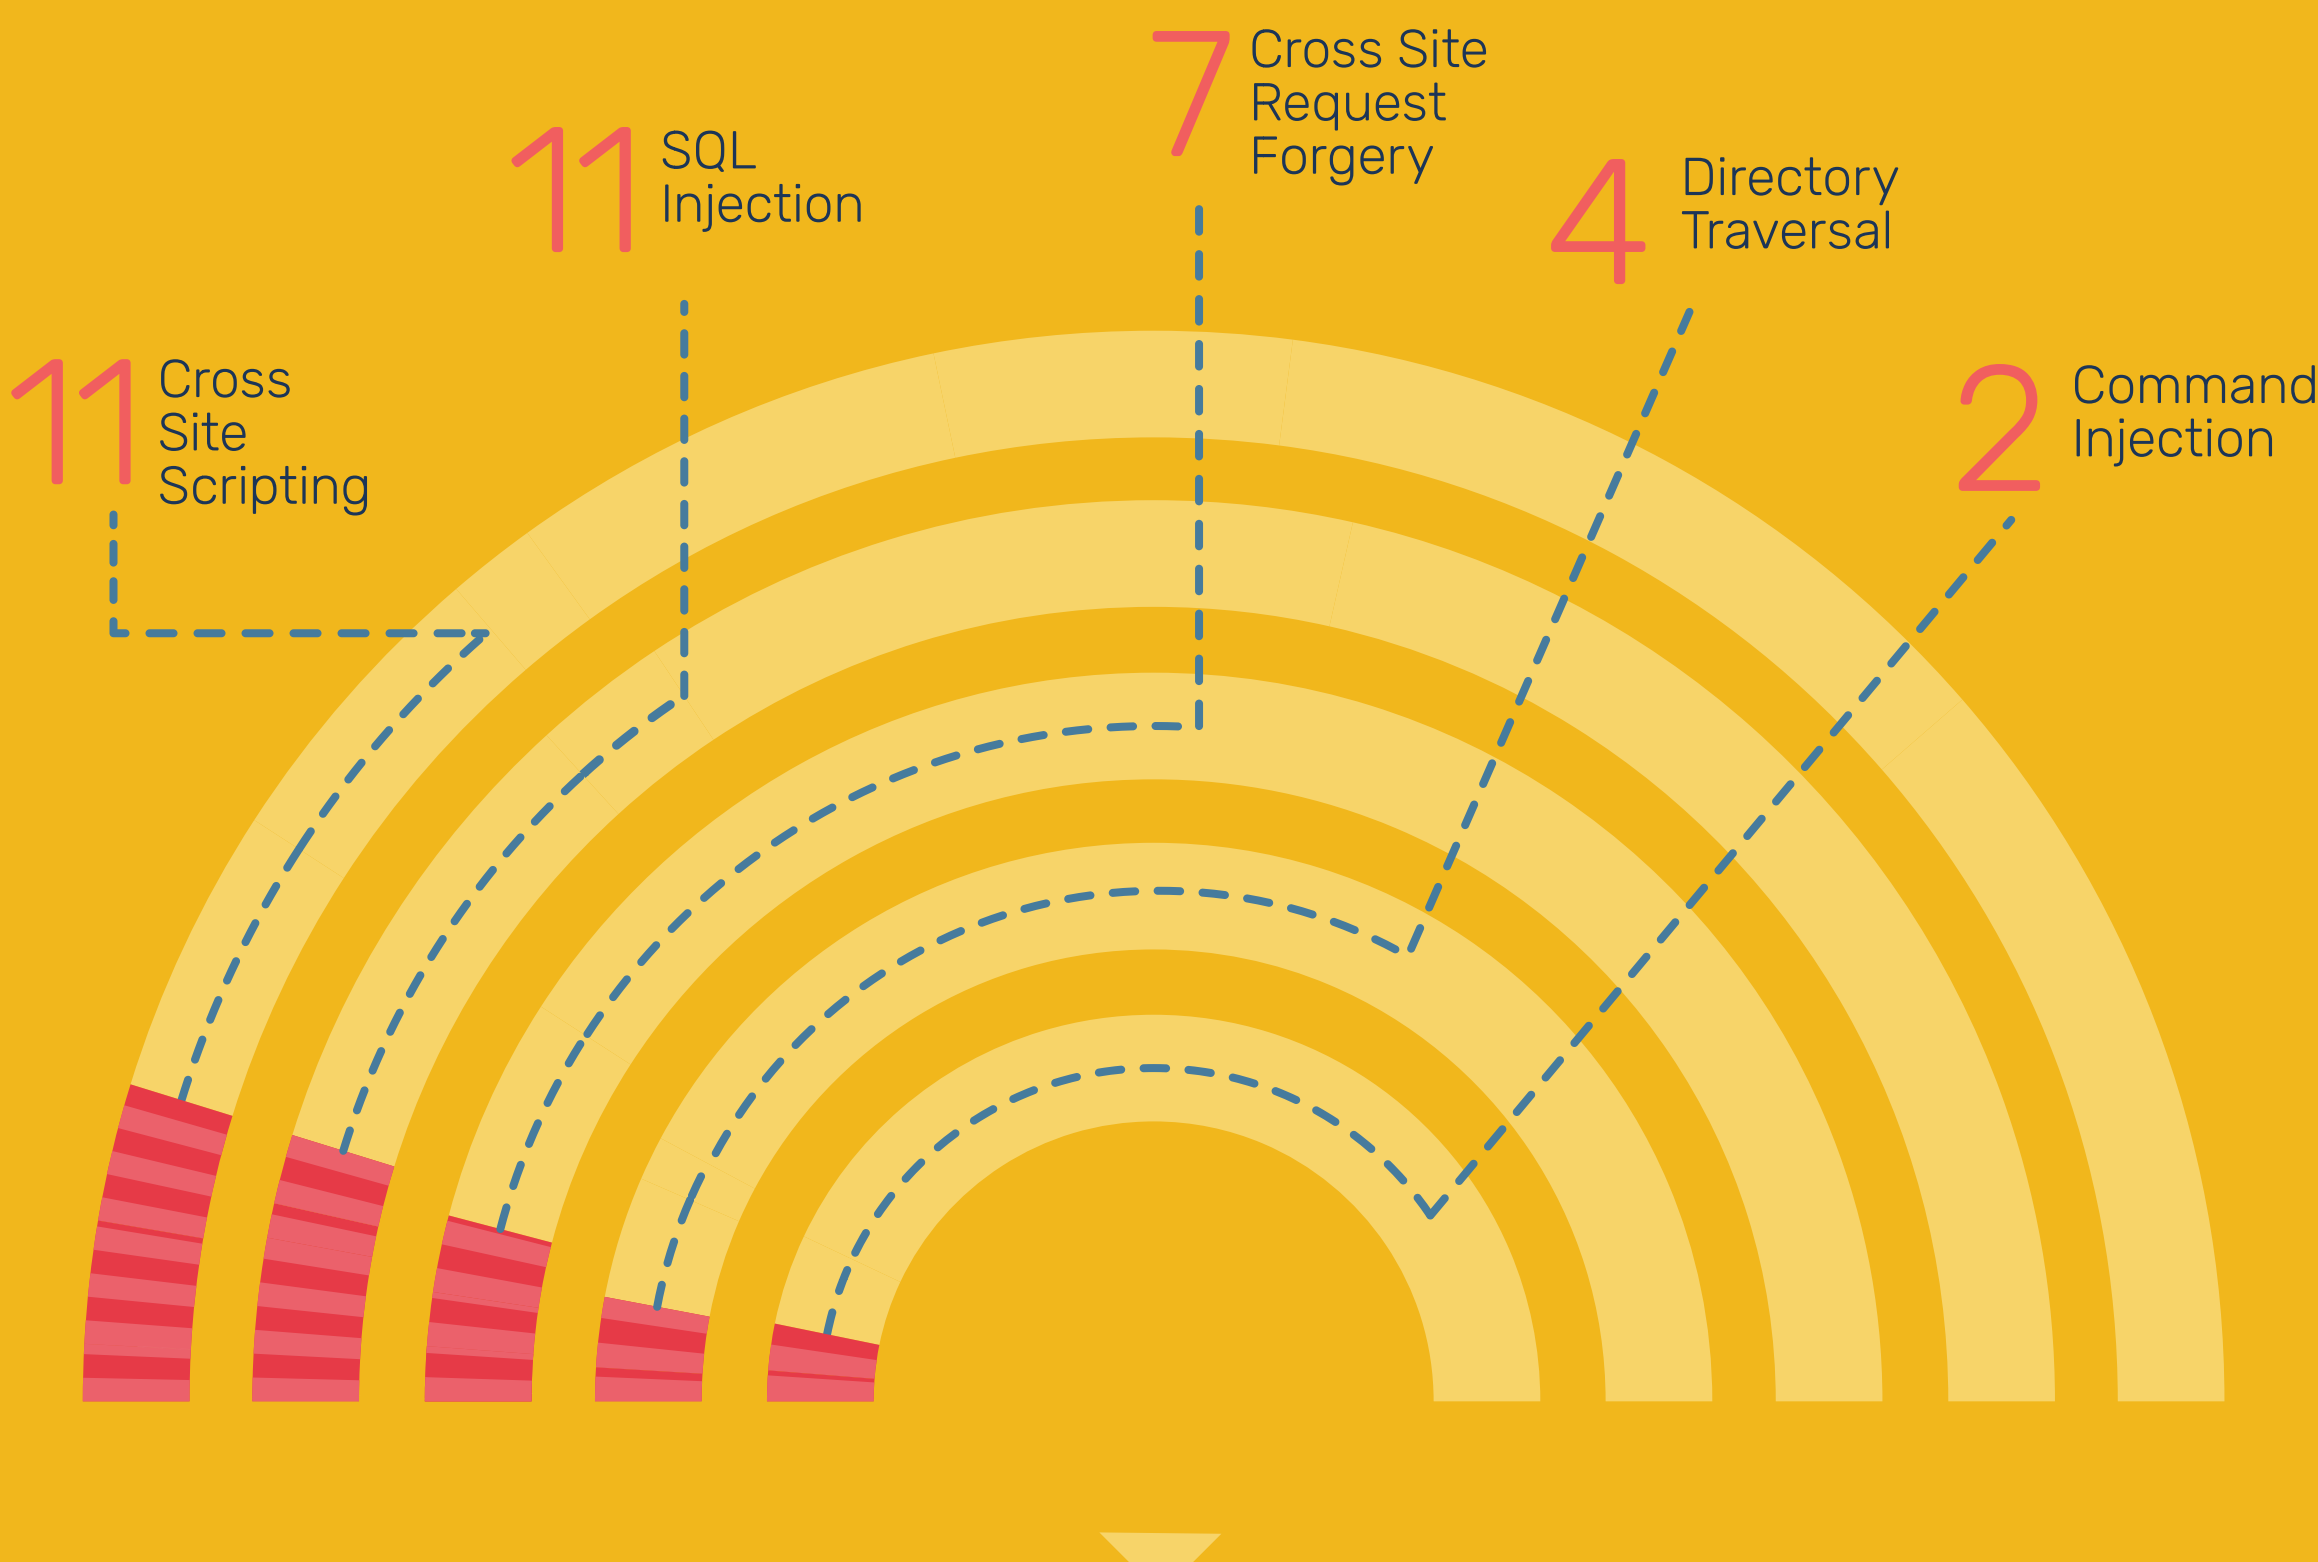 7
Cross Site
Request
Forgery
11
SQL
Injection
4
Directory
Traversal
11
Cross
Site
Scripting
2
Command
Injection